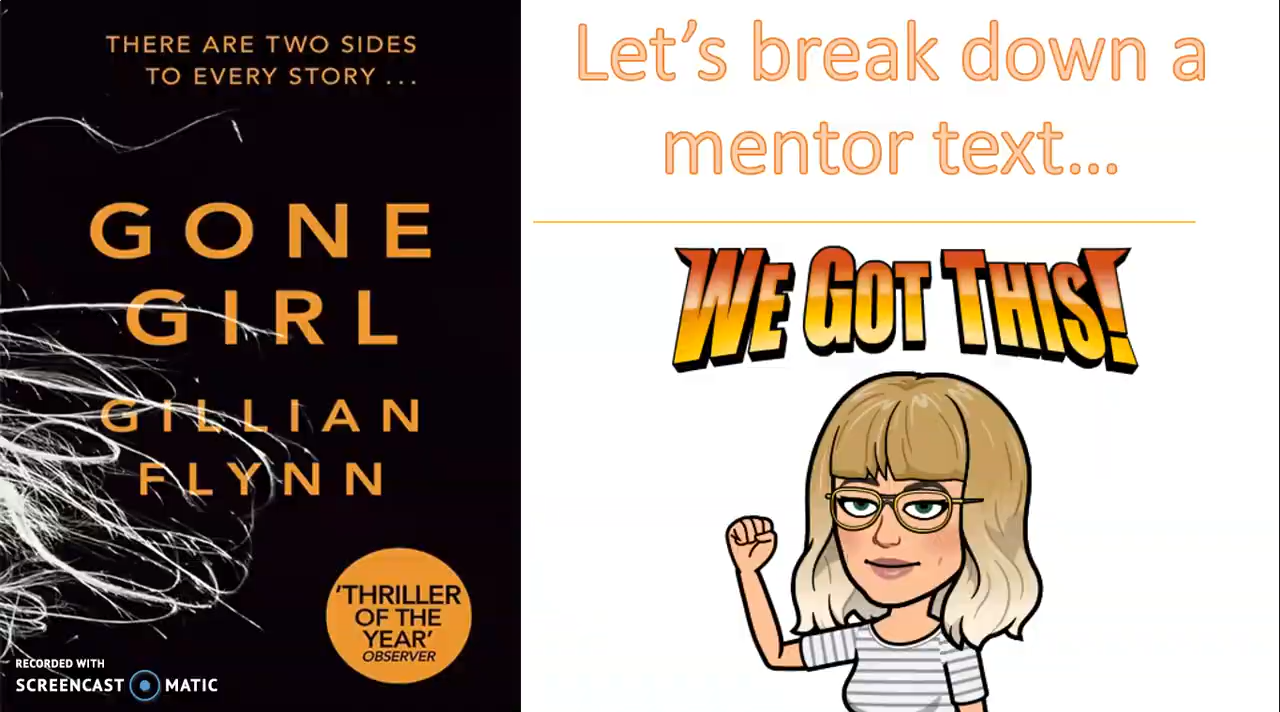 THERE ARE TWO SIDES
TO EVERY STORY ...
GONE
GIRL
GILLIAN
FLYNN
'THRILLER
OF THE
YEAR'
OBSERVER
RECORDED WITH
SCREENCAST MATIC
Let's break down a
mentor text...
WE GOT THIS!